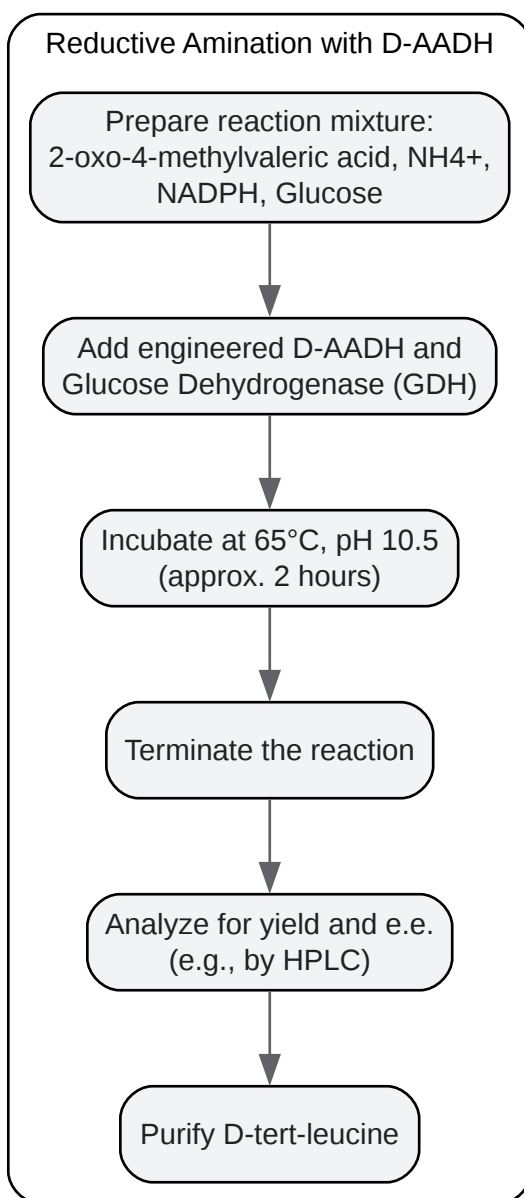 Reductive Amination with D-AADH
Prepare reaction mixture:
2-oxo-4-methylvaleric acid, NH4+,
NADPH, Glucose
Add engineered D-AADH and
Glucose Dehydrogenase (GDH)
Incubate at 65°C, pH 10.5
(approx. 2 hours)
Terminate the reaction
Analyze for yield and e.e.
(e.g., by HPLC)
Purify D-tert-leucine